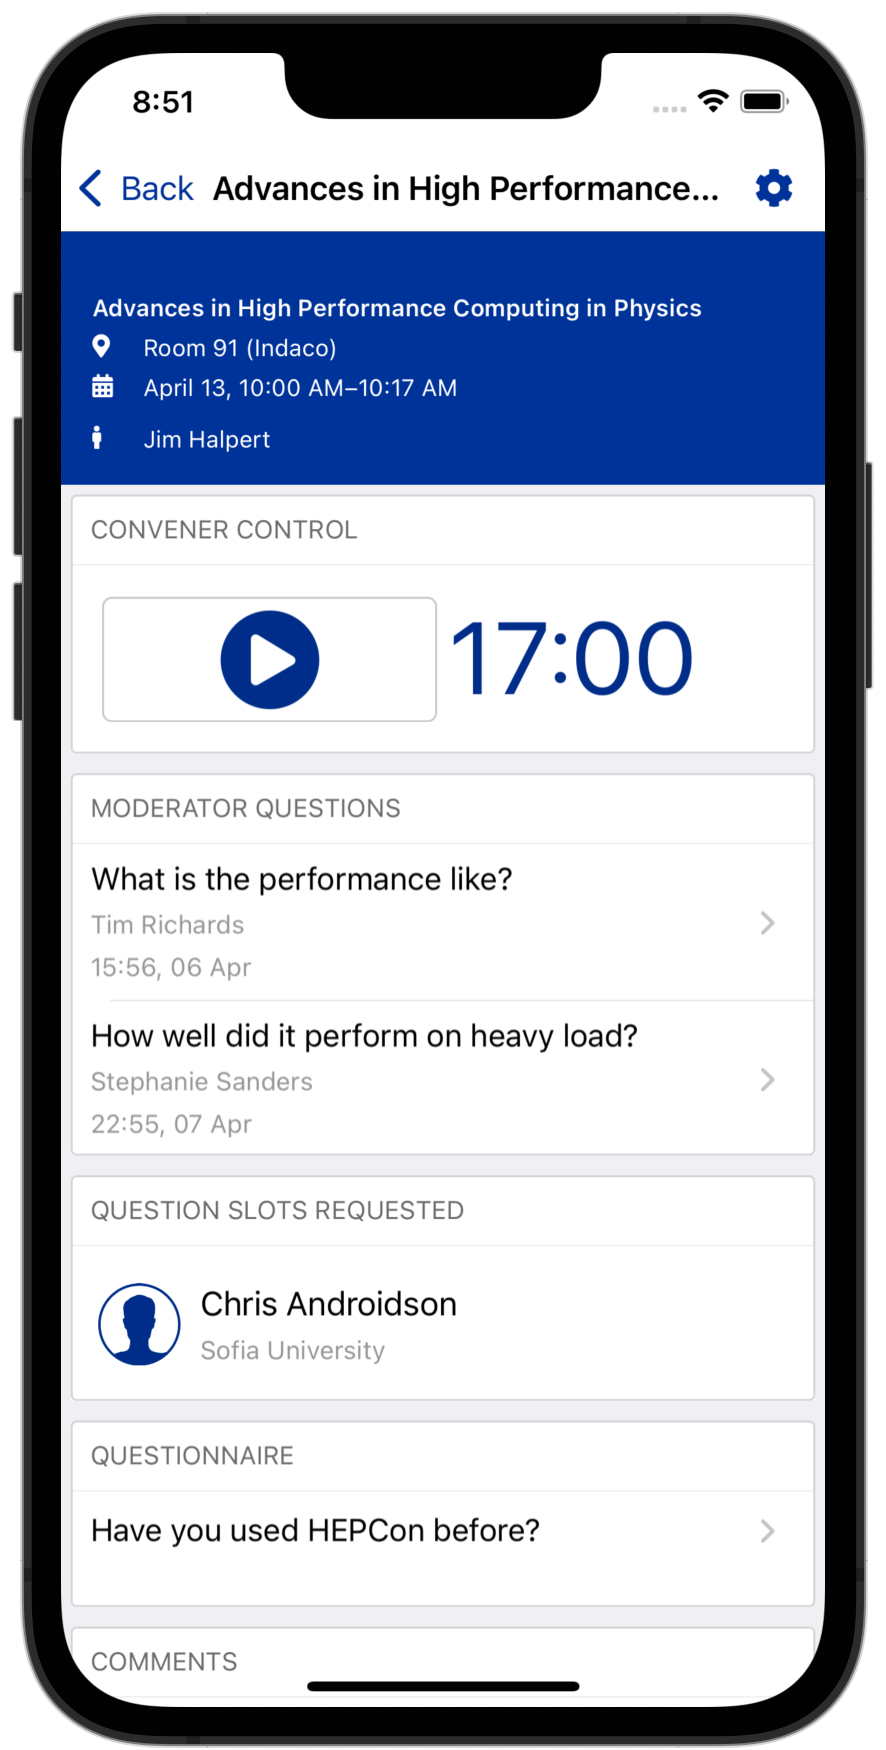 8:51
Back Advances in High Performance...
Advances in High Performance Computing in Physics
Room 91 (Indaco)
April 13, 10:00 AM–10:17 AM
Jim Halpert
CONVENER CONTROL
17:00
MODERATOR QUESTIONS
What is the performance like?
Tim Richards
15:56, 06 Apr
How well did it perform on heavy load?
Stephanie Sanders
22:55, 07 Apr
QUESTION SLOTS REQUESTED
Chris Androidson
Sofia University
QUESTIONNAIRE
Have you used HEPCon before?
COMMENTS